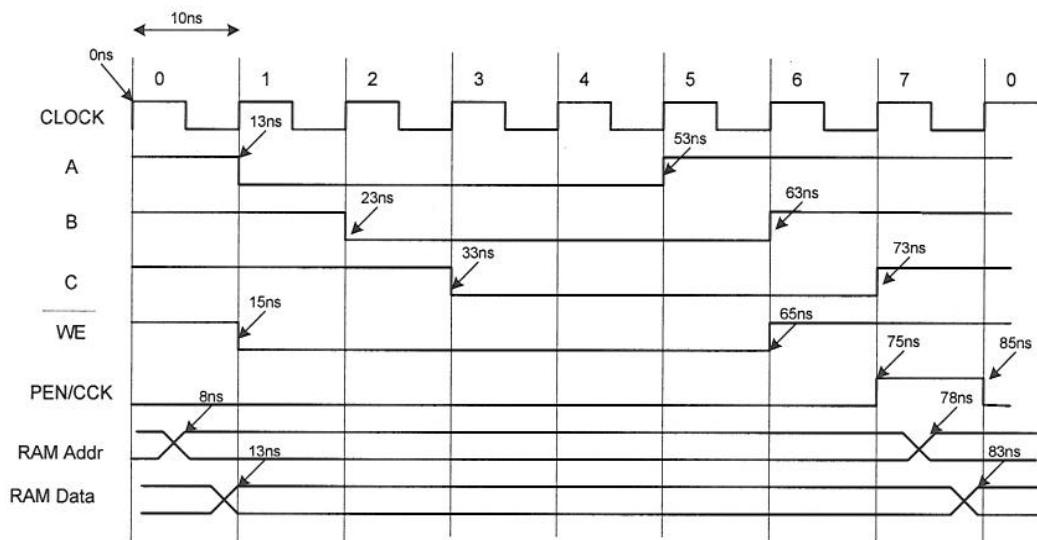 10ns
0ns
0 1 2 3 4 5 6 7 0
CLOCK
13ns
53ns
A
23ns
63ns
B
33ns
73ns
C
15ns
65ns
WE
75ns
85ns
PEN/CCK
8ns
78ns
RAM Addr
13ns
83ns
RAM Data